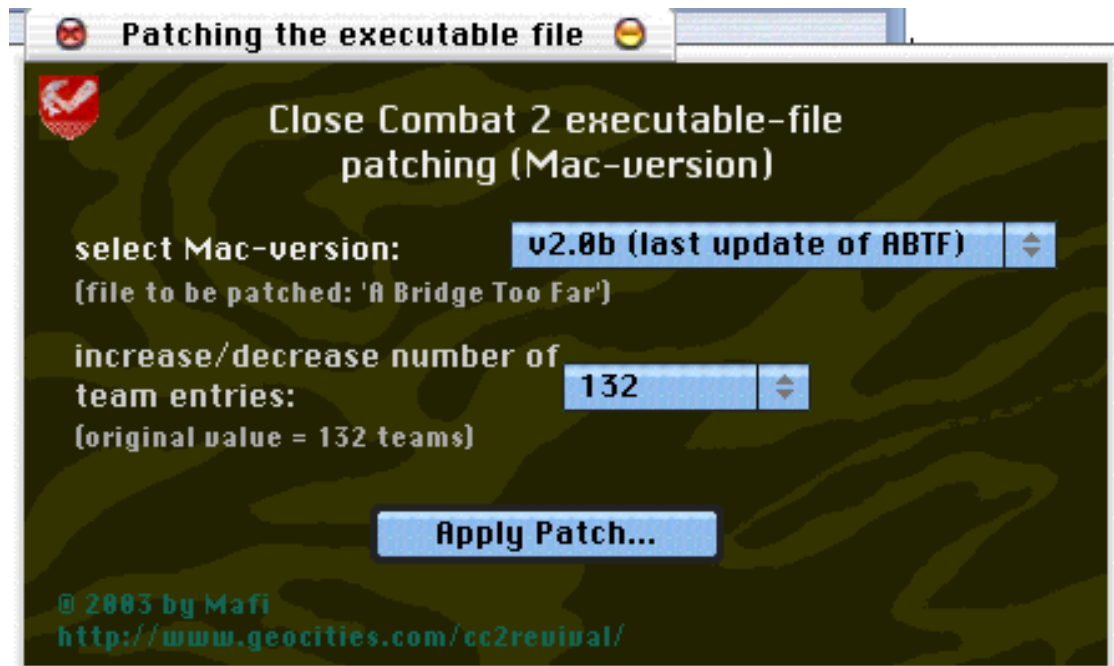 Patching the executable file
Close Combat 2 executable-file
patching (Mac-version)
select Mac-version:
v2.0b (last update of ABTF)
(file to be patched: 'A Bridge Too Far')
increase/decrease number of
team entries:
132
(original value = 132 teams)
Apply Patch...
© 2003 by Mafi
http://www.geocities.com/cc2revival/